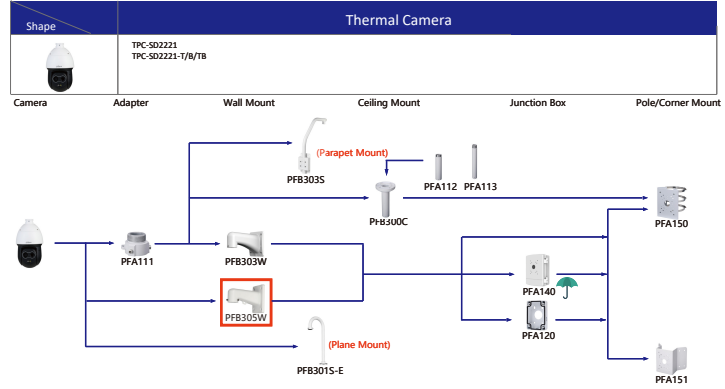 Shape
Thermal Camera
TPC-SD2221
TPC-SD2221-T/B/TB
Camera
Adapter
Wall Mount
Ceiling Mount
Junction Box
Pole/Corner Mount
(Parapet Mount)
PFB303S
PFA112
PFA113
PFB300C
PFA150
PFA111
PFB303W
PFA140
PFB305W
PFA120
(Plane Mount)
PFB301S-E
PFA151